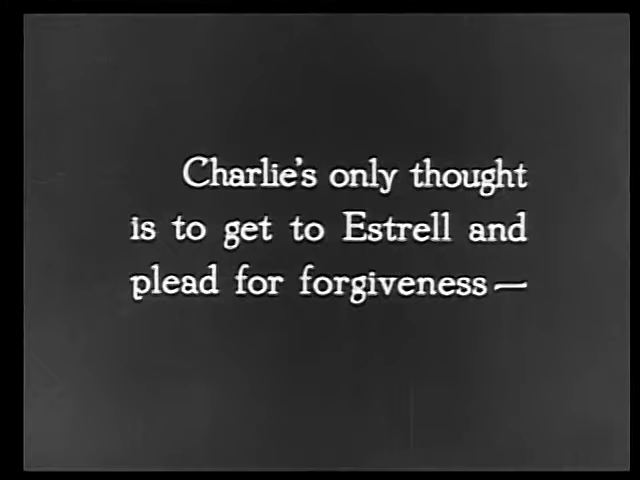 Charlie's only thought
is to get to Estrell and
plead for forgiveness—